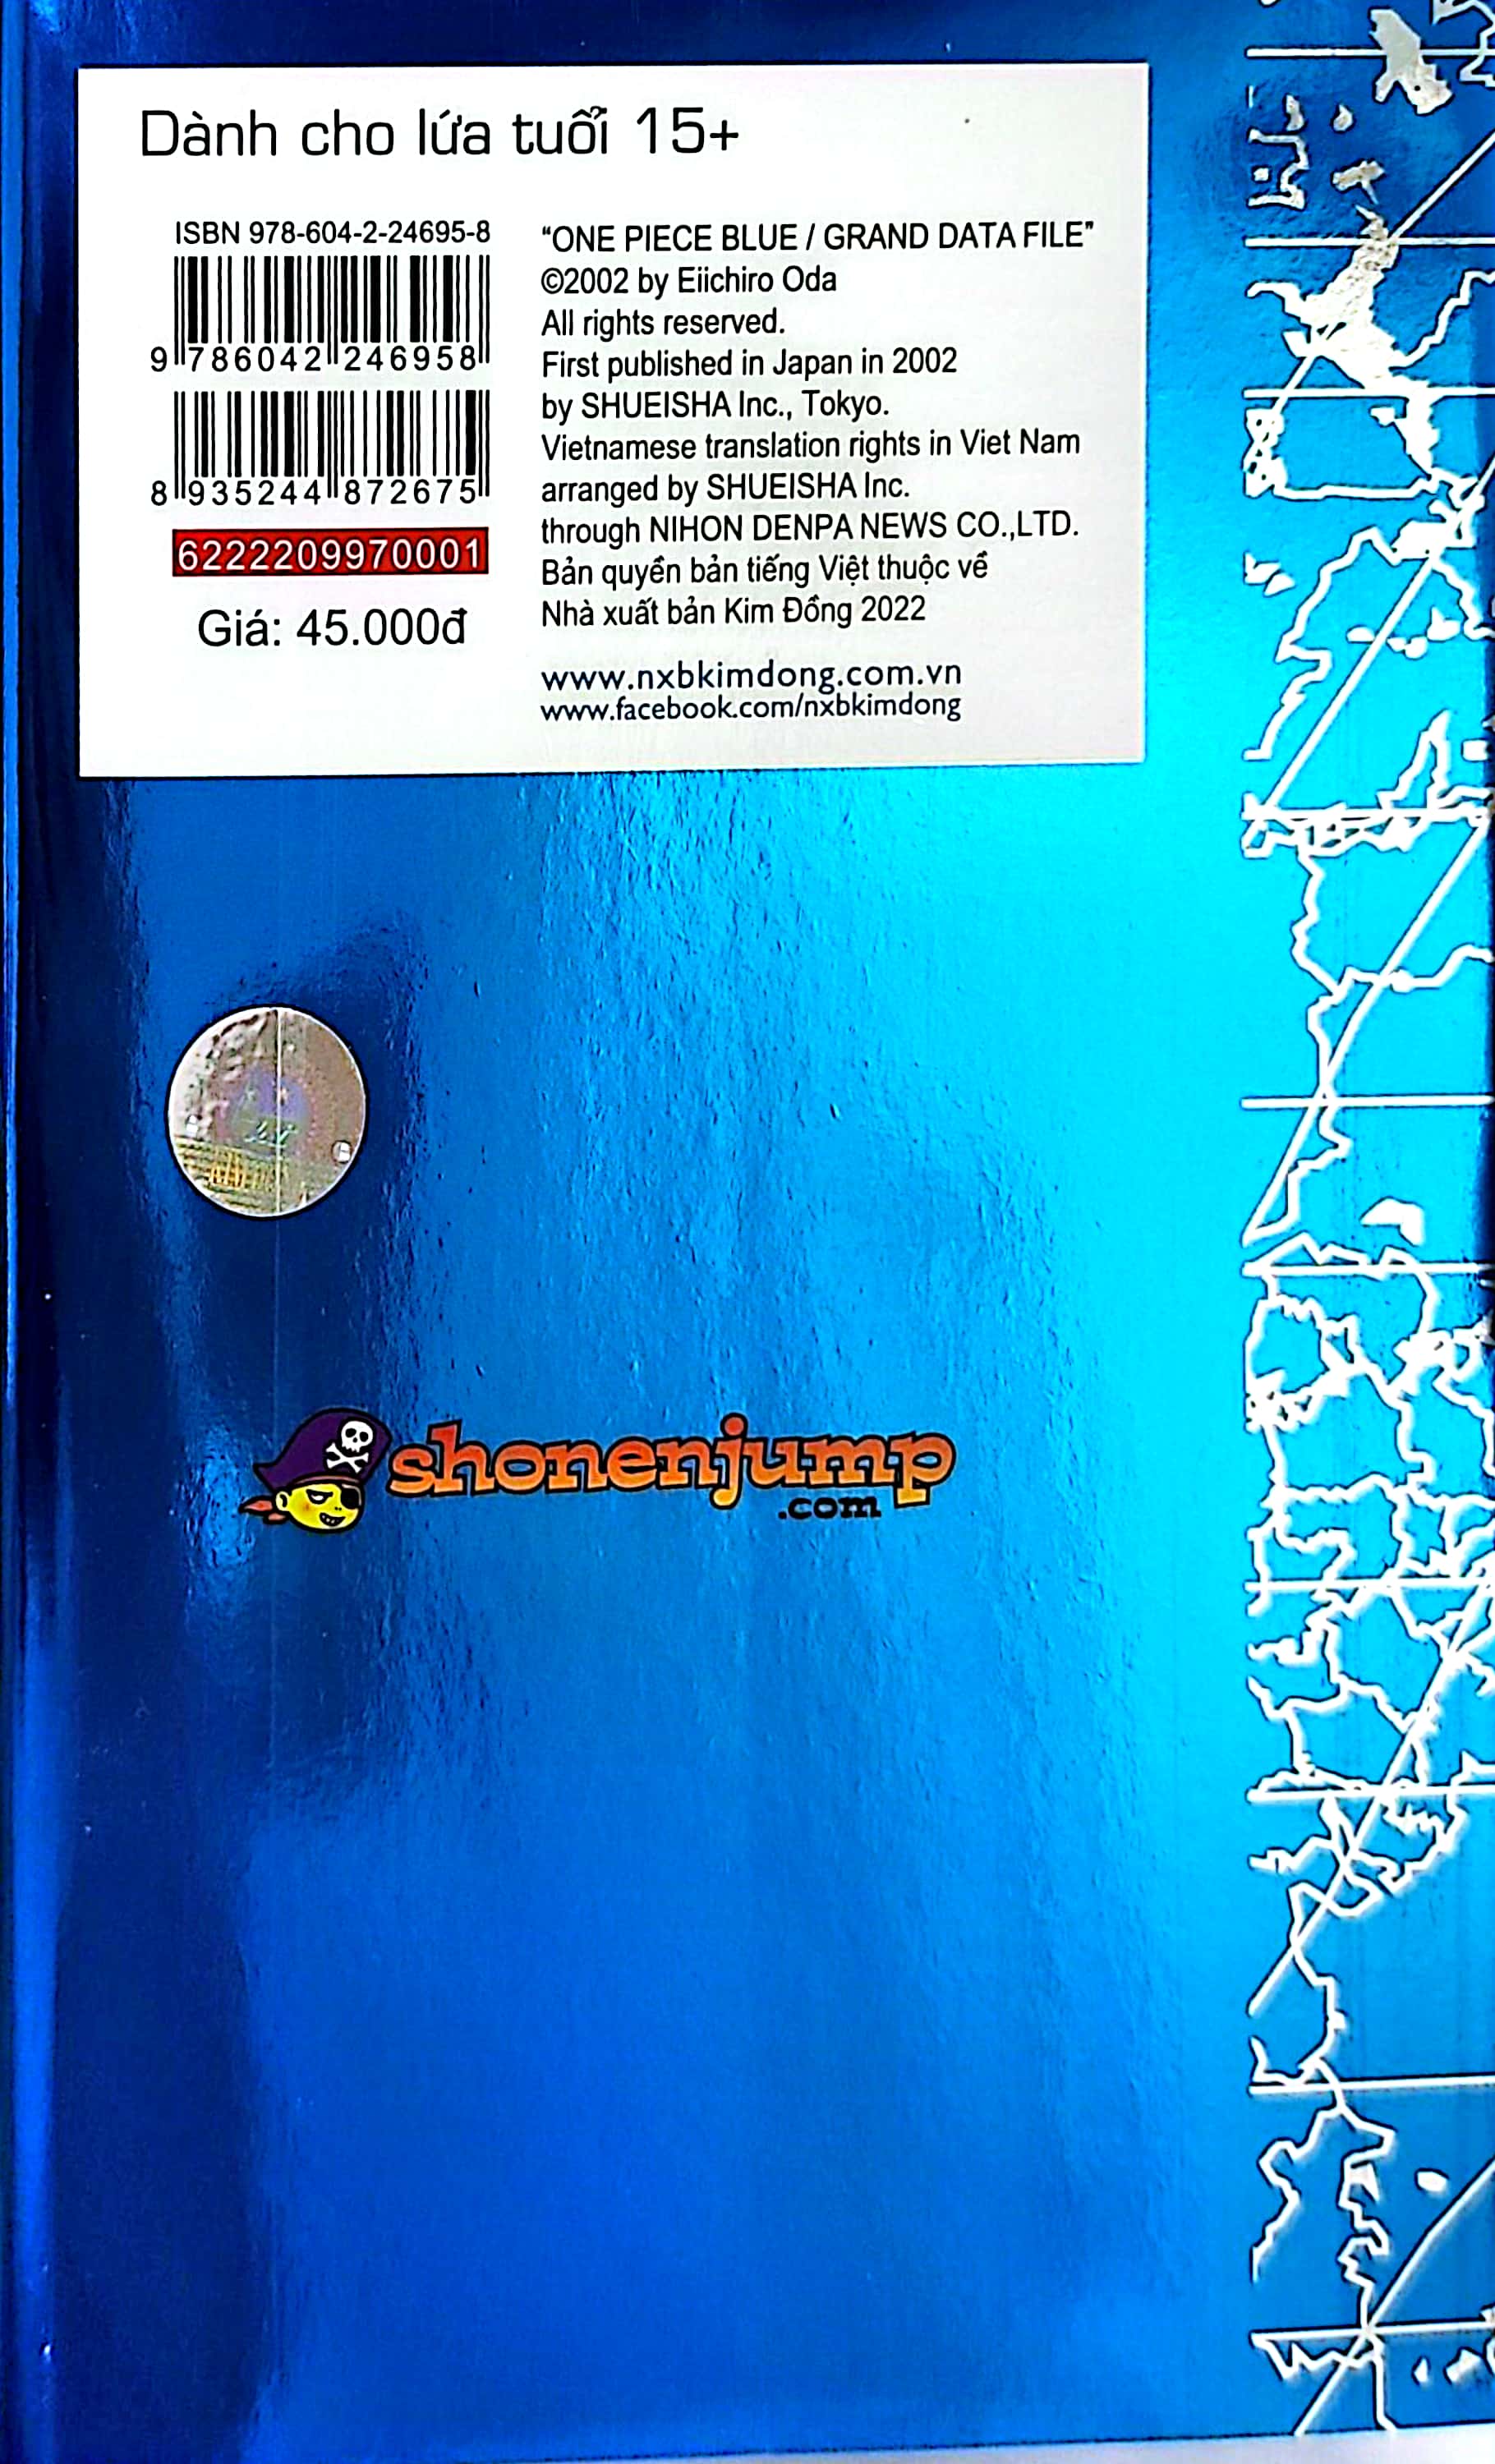 Dành cho lứa tuổi 15+
ISBN 978-604-2-24695-8
9 786042 246958
8 935244 872675
6222209970001
Giá: 45.000đ
“ONE PIECE BLUE / GRAND DATA FILE”
©2002 by Eiichiro Oda
All rights reserved.
First published in Japan in 2002
by SHUEISHA Inc., Tokyo.
Vietnamese translation rights in Viet Nam
arranged by SHUEISHA Inc.
through NIHON DENPA NEWS CO.,LTD.
Bản quyền bản tiếng Việt thuộc về
Nhà xuất bản Kim Đồng 2022
www.nxbkimdong.com.vn
www.facebook.com/nxbkimdong
shonenjump
.com